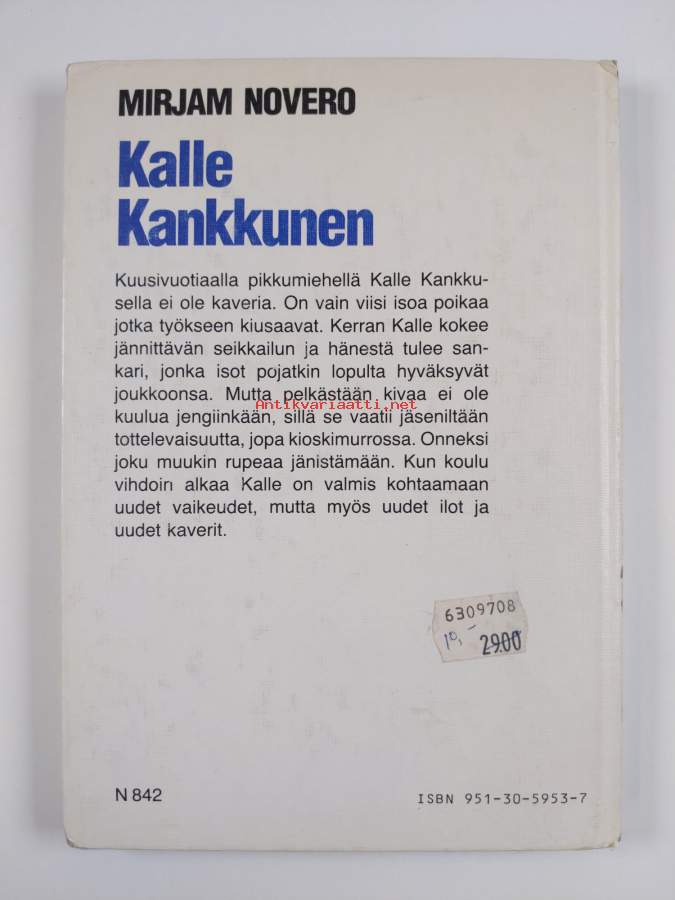 MIRJAM NOVERO
Kalle
Kankkunen
Kuusivuotiaalla pikkumiehellä Kalle Kankku-
sella ei ole kaveria. On vain viisi isoa poikaa
jotka työkseen kiusaavat. Kerran Kalle kokee
jännittävän seikkailun ja hänestä tulee san-
kari, jonka isot pojatkin lopulta hyväksyvät
joukkoonsa. Mutta pelkästään kivaa ei ole
Antikvariaatti.net
kuulua jengiinkään, sillä se vaatii jäseniltään
tottelevaisuutta, jopa kioskimurrossa. Onneksi
joku muukin rupeaa jänistämään. Kun koulu
vihdoin alkaa Kalle on valmis kohtaamaan
uudet vaikeudet, mutta myös uudet ilot ja
uudet kaverit.
6309708
10,- 2900
N 842
ISBN 951-30-5953-7